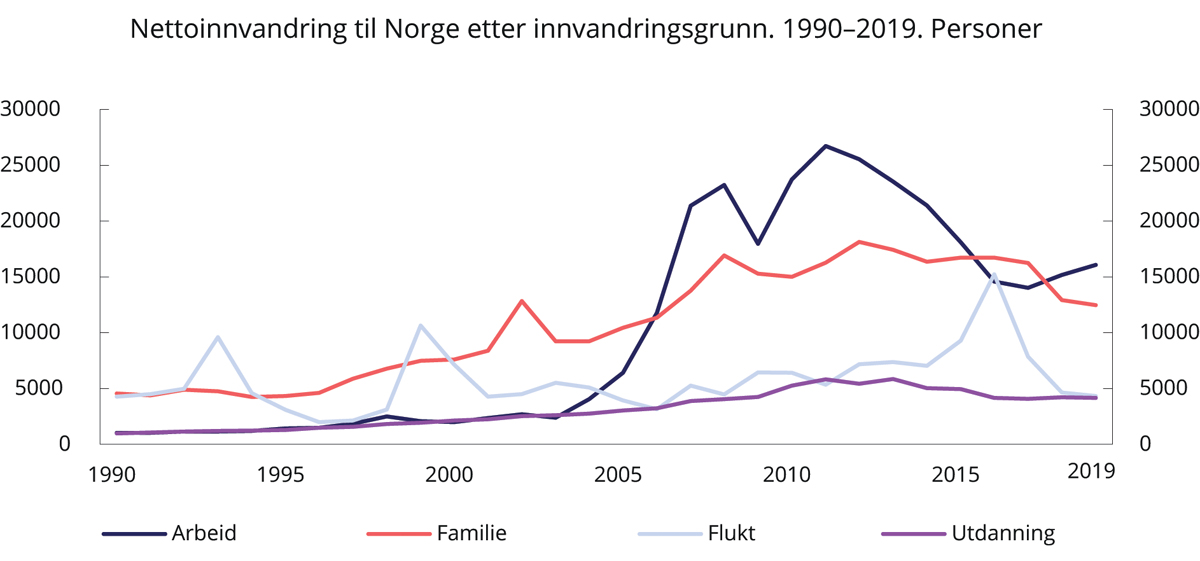 Nettoinnvandring til Norge etter innvandringsgrunn. 1990–2019. Personer
30000 30000
25000 25000
20000 20000
15000 15000
10000 10000
5000 5000
0 0
1990 1995 2000 2005 2010 2015 2019
Arbeid Familie Flukt Utdanning